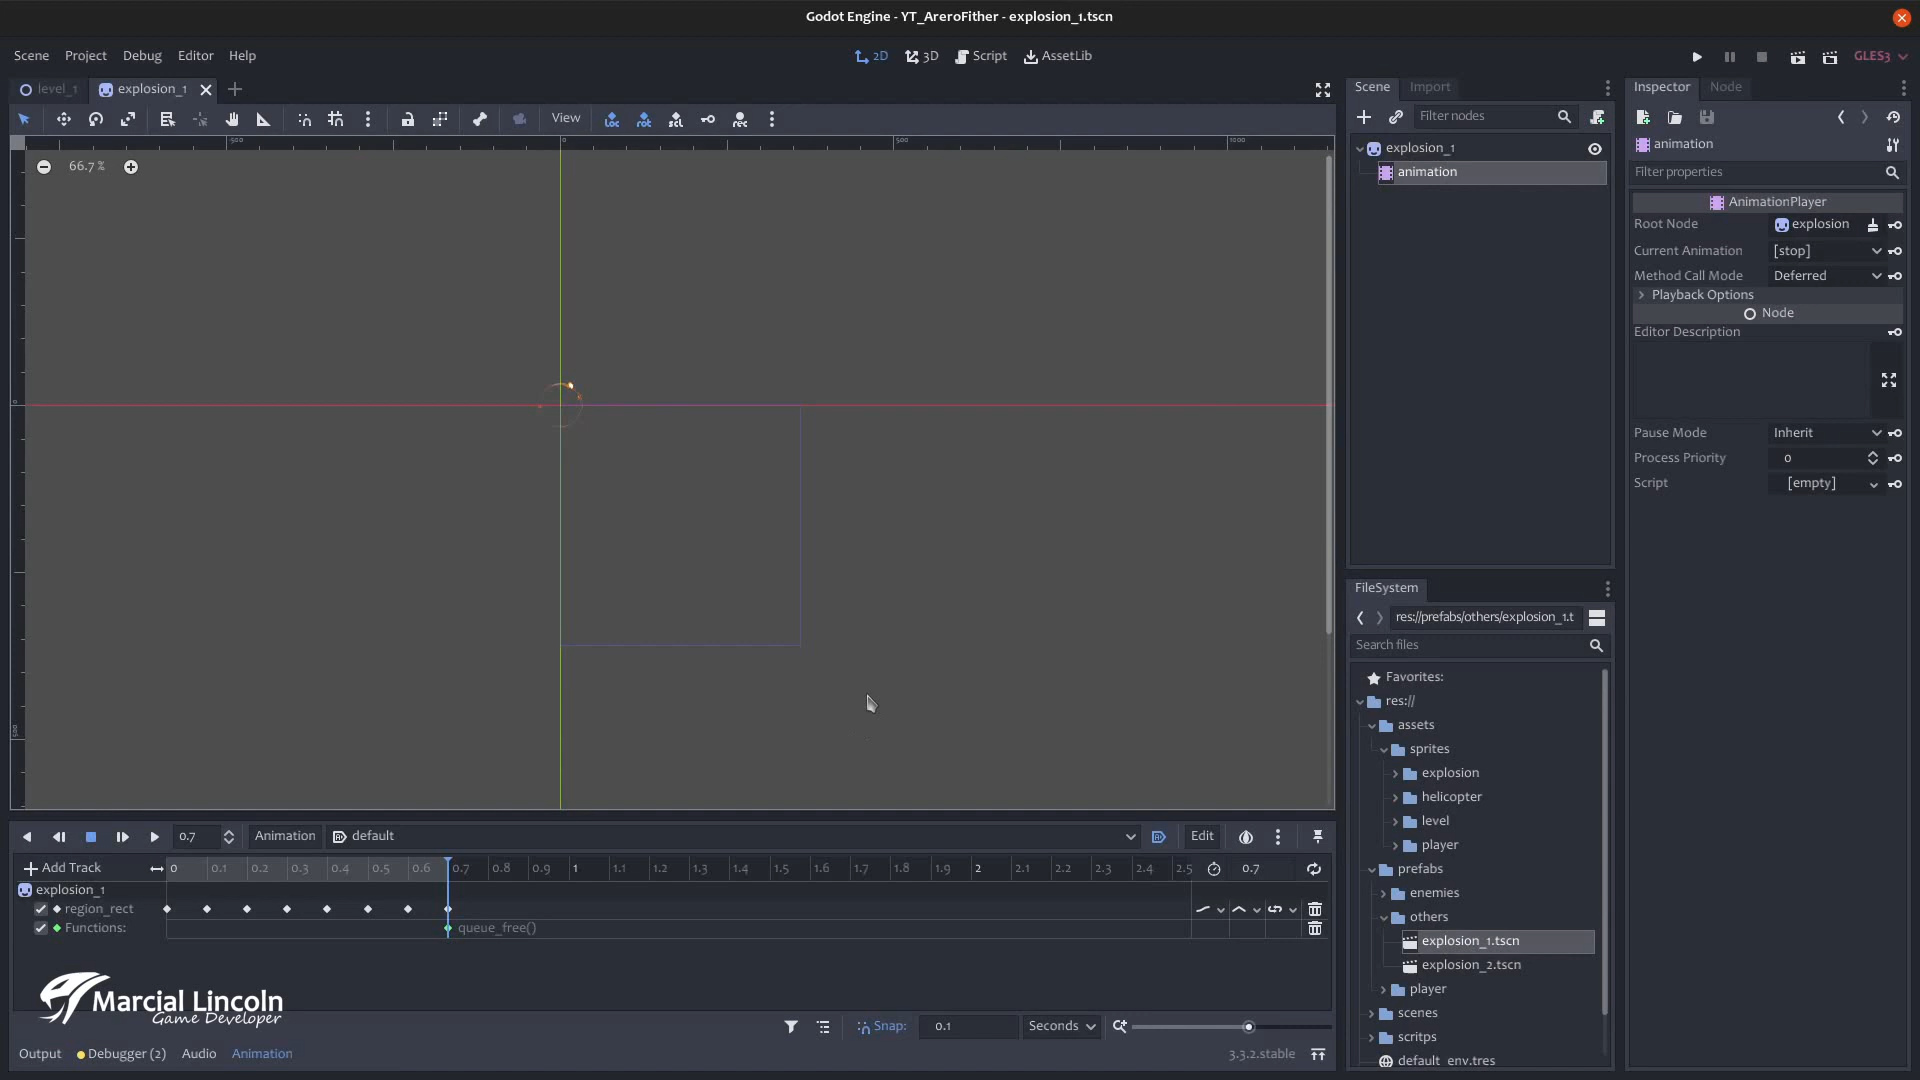 Godot Engine - YT_AreroFither - explosion_1.tscn
Scene Project Debug Editor Help
2D 3D Script AssetLib
GLES3
level_1 explosion_1
View
500 0 500 1000
66.7 %
0
500
Scene Import
Filter nodes
explosion_1
animation
FileSystem
res://prefabs/others/explosion_1.t
Search files
Favorites:
res://
assets
sprites
explosion
helicopter
level
player
prefabs
enemies
others
explosion_1.tscn
explosion_2.tscn
player
scenes
scritps
default_env.tres
Inspector Node
animation
Filter properties
AnimationPlayer
Root Node explosion
Current Animation [stop]
Method Call Mode Deferred
Playback Options
Node
Editor Description
Pause Mode Inherit
Process Priority 0
Script [empty]
0.7 Animation default Edit
Add Track 0 0.1 0.2 0.3 0.4 0.5 0.6 0.7 0.8 0.9 1 1.1 1.2 1.3 1.4 1.5 1.6 1.7 1.8 1.9 2 2.1 2.2 2.3 2.4 2.5 0.7
explosion_1
region_rect
Functions: queue_free()
Marcial Lincoln
Game Developer
Snap: 0.1 Seconds
Output Debugger (2) Audio Animation 3.3.2.stable